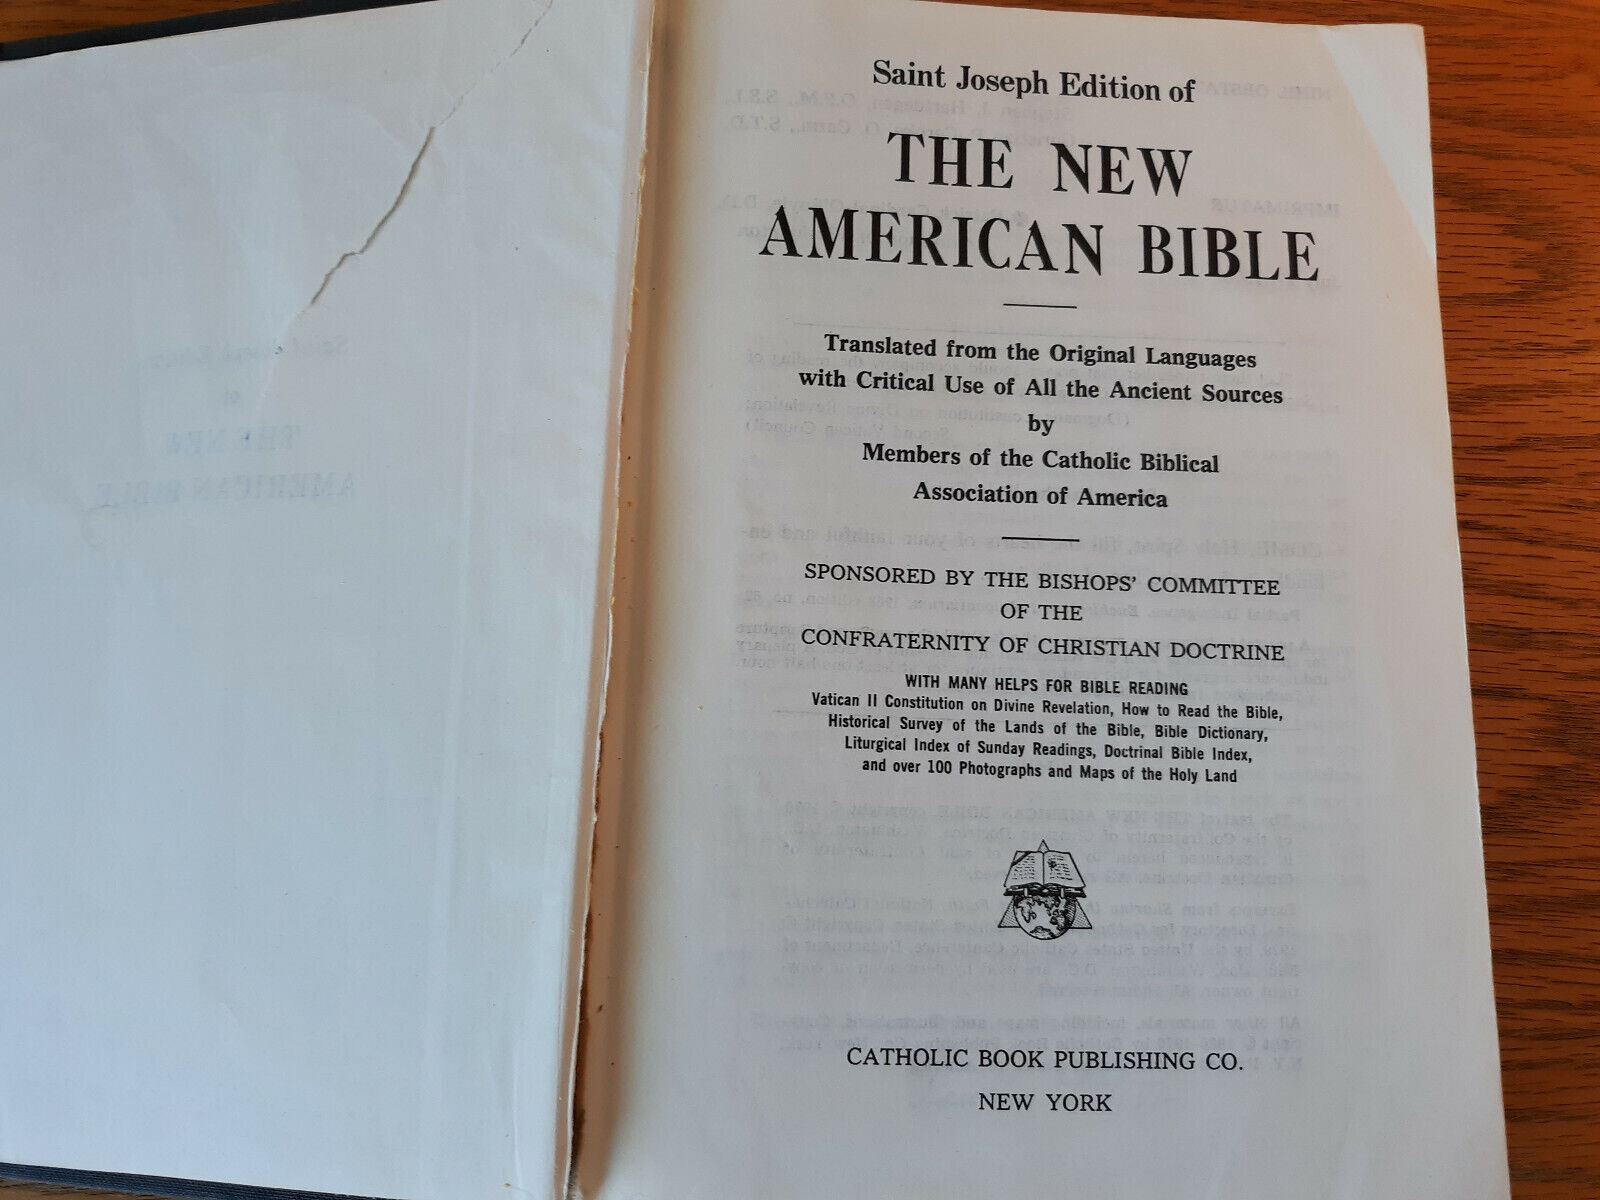 Saint Joseph Edition of
THE NEW
AMERICAN BIBLE
Translated from the Original Languages
with Critical Use of All the Ancient Sources
by
Members of the Catholic Biblical
Association of America
SPONSORED BY THE BISHOPS' COMMITTEE
OF THE
CONFRATERNITY OF CHRISTIAN DOCTRINE
WITH MANY HELPS FOR BIBLE READING
Vatican II Constitution on Divine Revelation, How to Read the Bible,
Historical Survey of the Lands of the Bible, Bible Dictionary,
Liturgical Index of Sunday Readings, Doctrinal Bible Index,
and over 100 Photographs and Maps of the Holy Land
CATHOLIC BOOK PUBLISHING CO.
NEW YORK